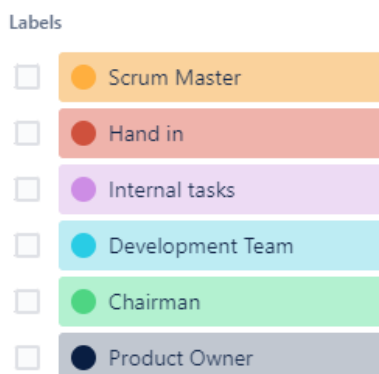 Labels
Scrum Master
Hand in
Internal tasks
Development Team
Chairman
Product Owner